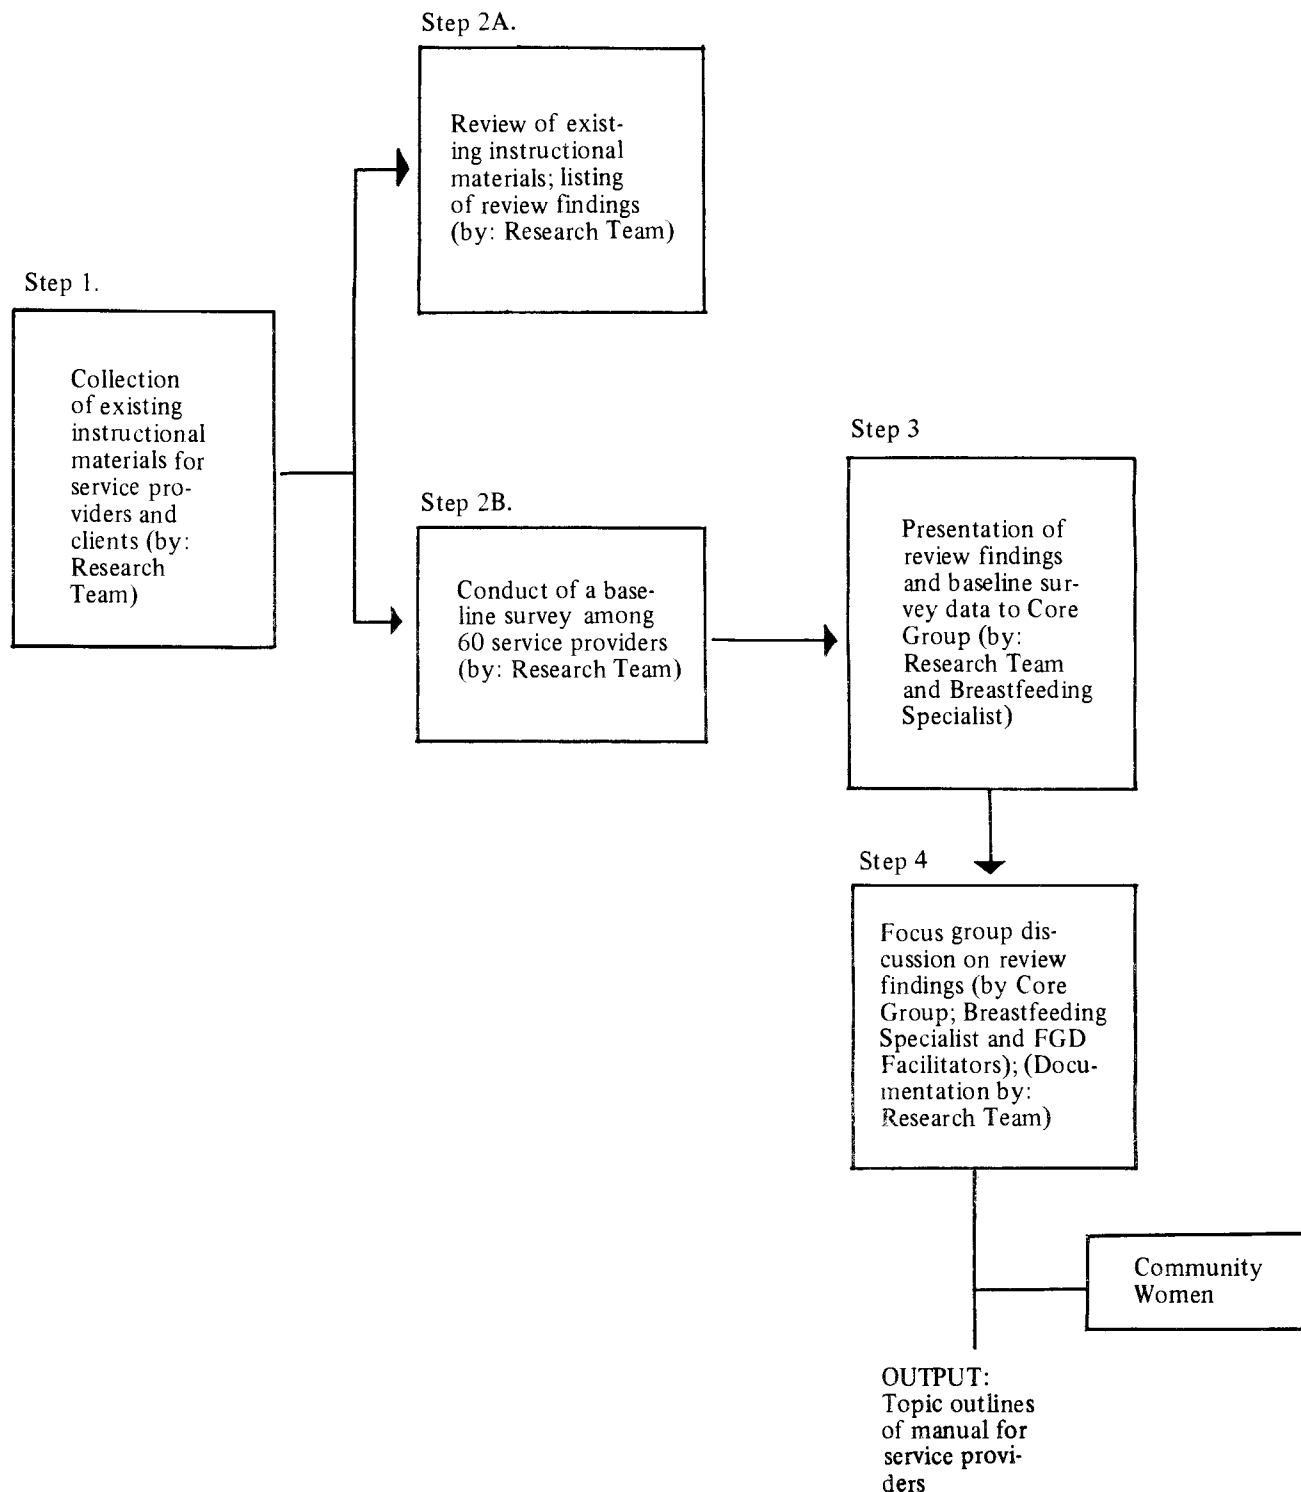 Step 2A.
Review of exist-
ing instructional
materials; listing
of review findings
(by: Research Team)
Step 1.
Collection
of existing
instructional
materials for
service pro-
viders and
clients (by:
Research
Team)
Step 2B.
Conduct of a base-
line survey among
60 service providers
(by: Research Team)
Step 3
Presentation of
review findings
and baseline sur-
vey data to Core
Group (by:
Research Team
and Breastfeeding
Specialist)
Step 4
Focus group dis-
cussion on review
findings (by Core
Group; Breastfeeding
Specialist and FGD
Facilitators); (Docu-
mentation by:
Research Team)
Community
Women
OUTPUT:
Topic outlines
of manual for
service provi-
ders